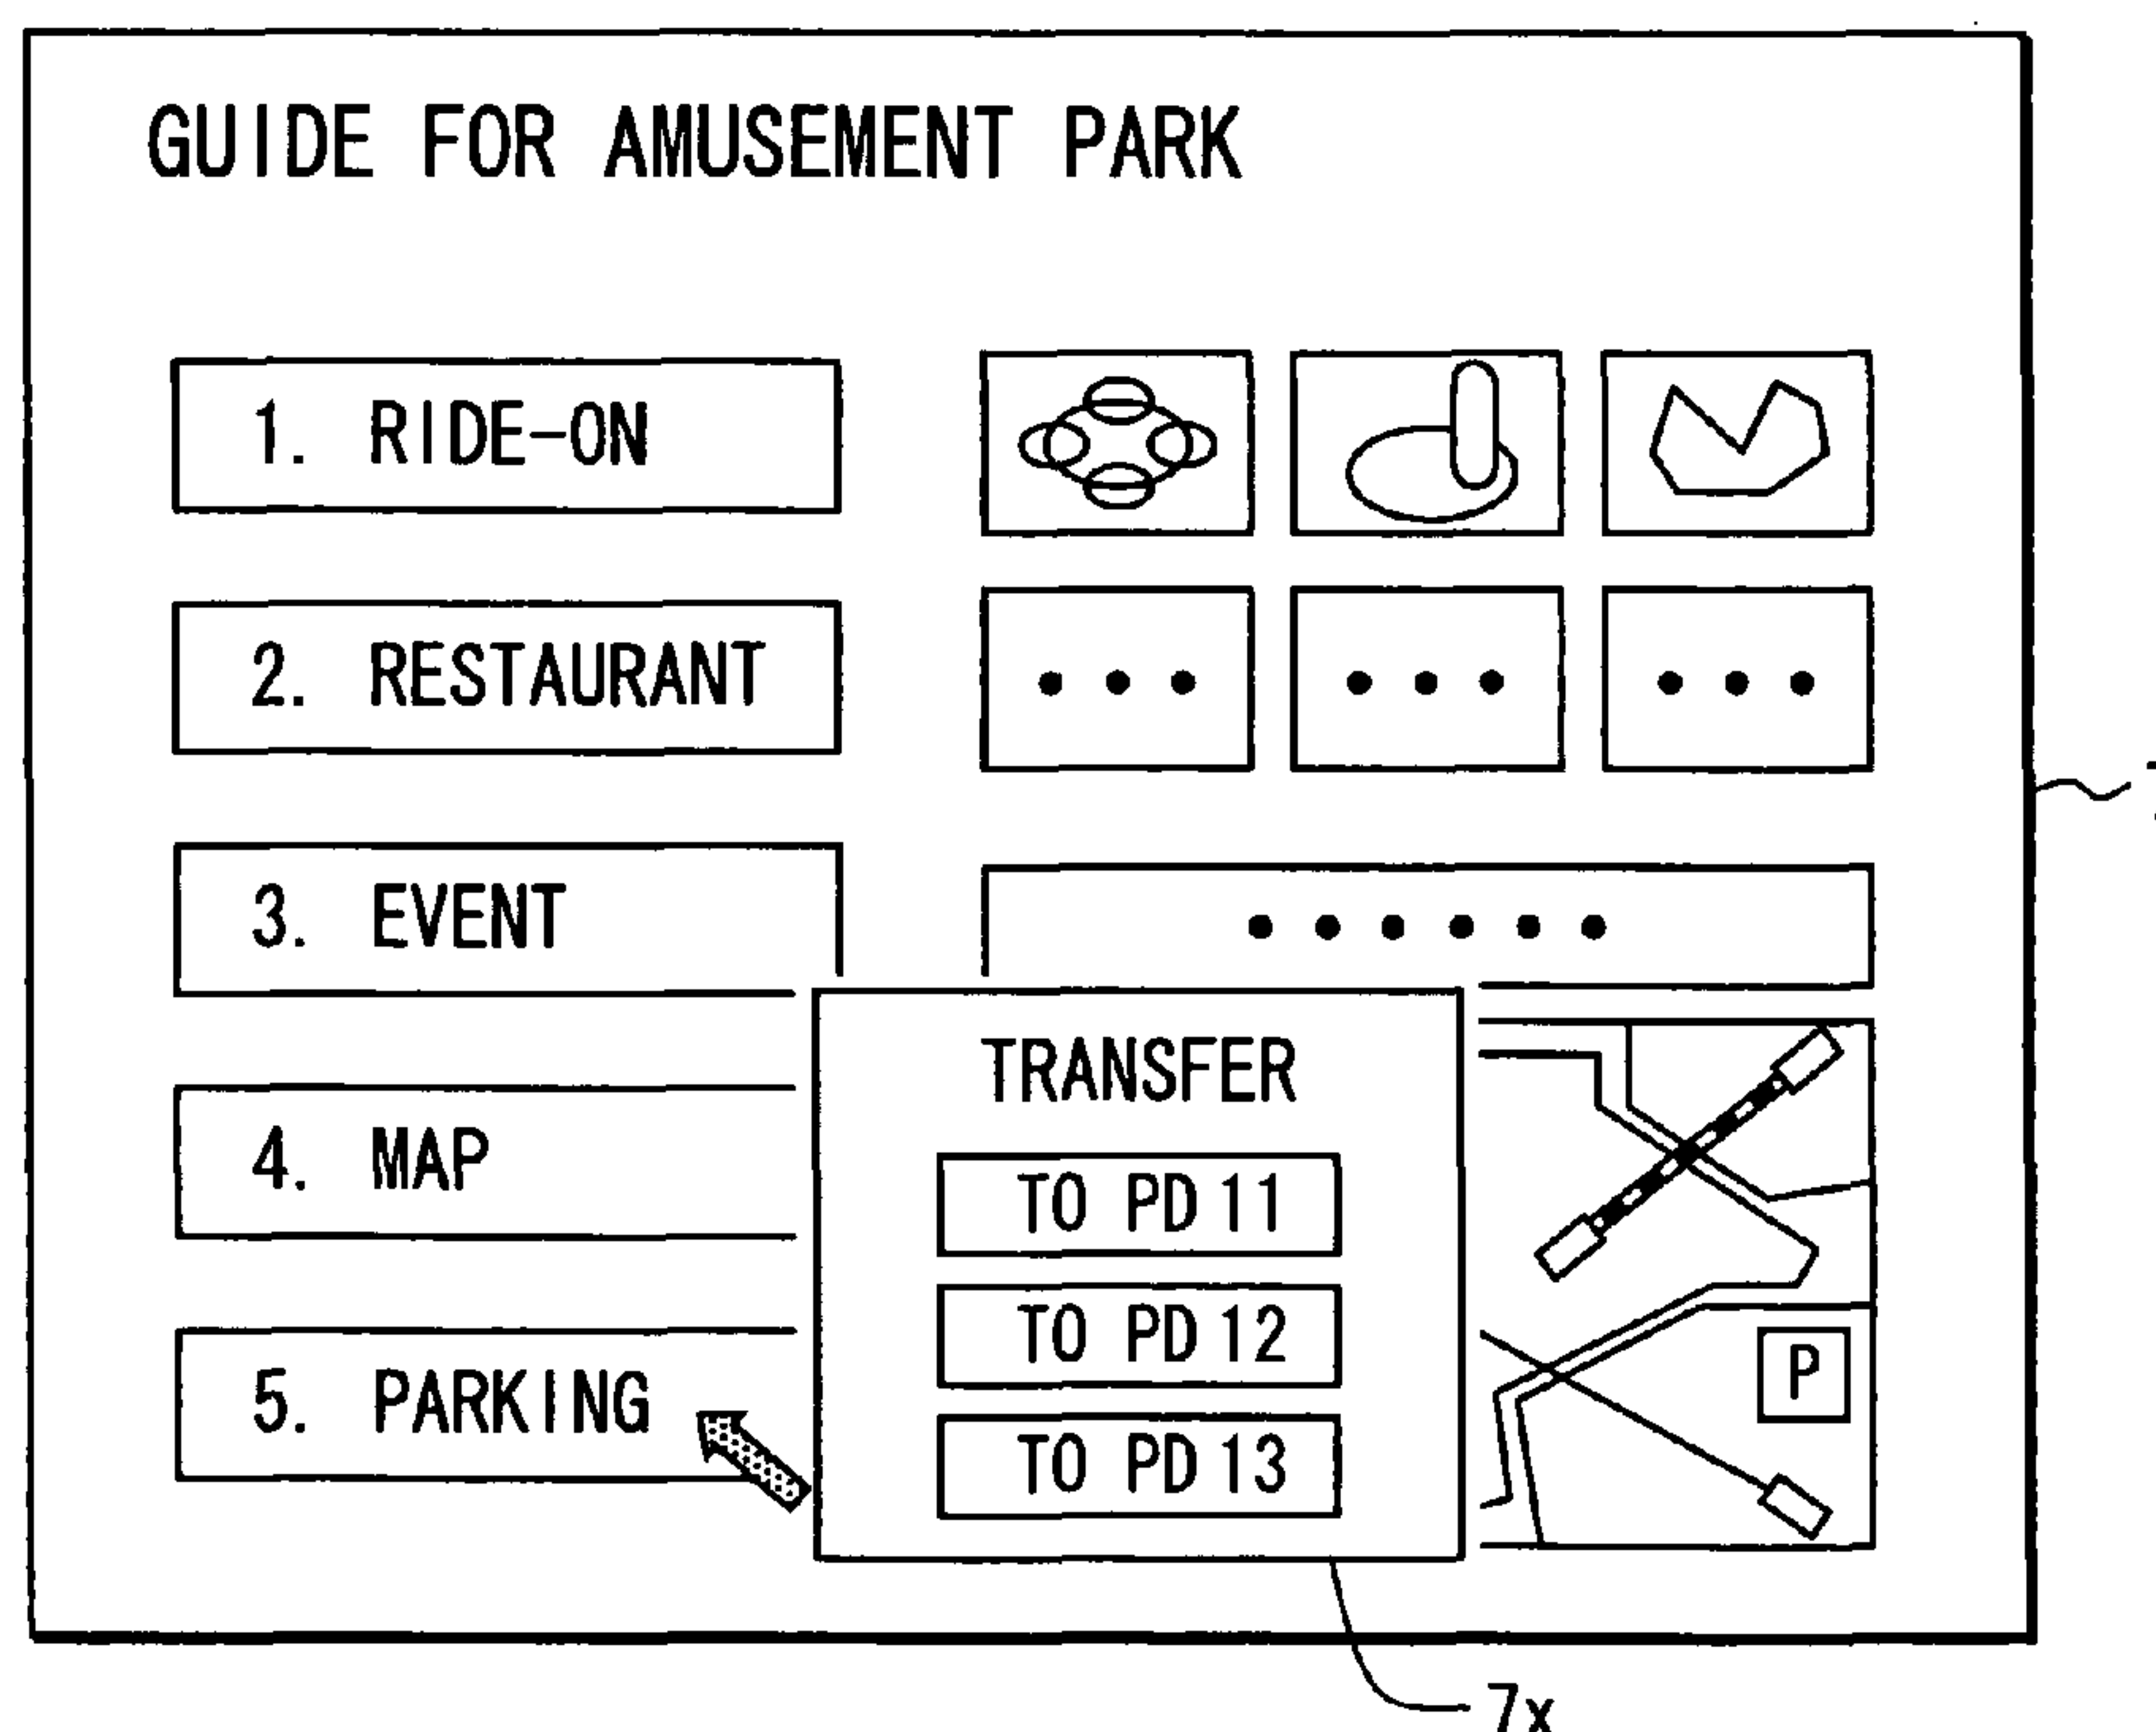 GUIDE FOR AMUSEMENT PARK
1. RIDE-ON
2. RESTAURANT
3. EVENT
4. MAP
5. PARKING
TRANSFER
TO PD 11
TO PD 12
TO PD 13
P
7x